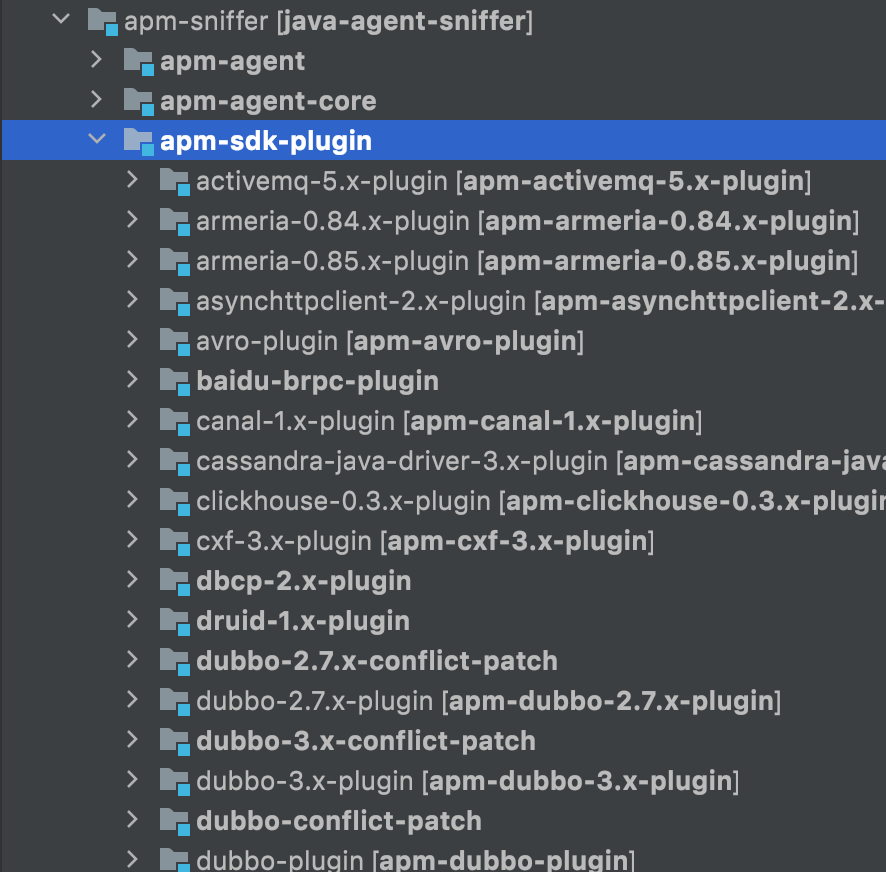 apm-sniffer [java-agent-sniffer]
apm-agent
apm-agent-core
apm-sdk-plugin
activemq-5.x-plugin [apm-activemq-5.x-plugin]
armeria-0.84.x-plugin [apm-armeria-0.84.x-plugin]
armeria-0.85.x-plugin [apm-armeria-0.85.x-plugin]
asynchttpclient-2.x-plugin [apm-asynchttpclient-2.x-
avro-plugin [apm-avro-plugin]
baidu-brpc-plugin
canal-1.x-plugin [apm-canal-1.x-plugin]
cassandra-java-driver-3.x-plugin [apm-cassandra-java
clickhouse-0.3.x-plugin [apm-clickhouse-0.3.x-plugin
cxf-3.x-plugin [apm-cxf-3.x-plugin]
dbcp-2.x-plugin
druid-1.x-plugin
dubbo-2.7.x-conflict-patch
dubbo-2.7.x-plugin [apm-dubbo-2.7.x-plugin]
dubbo-3.x-conflict-patch
dubbo-3.x-plugin [apm-dubbo-3.x-plugin]
dubbo-conflict-patch
dubbo-plugin [apm-dubbo-plugin]